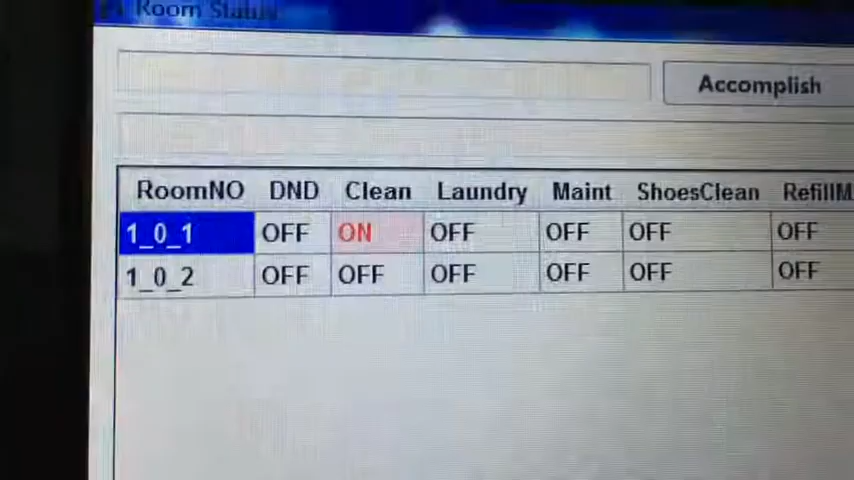 Room Status
Accomplish
RoomNO DND Clean Laundry Maint ShoesClean RefillM
1_0_1 OFF ON OFF OFF OFF OFF
1_0_2 OFF OFF OFF OFF OFF OFF